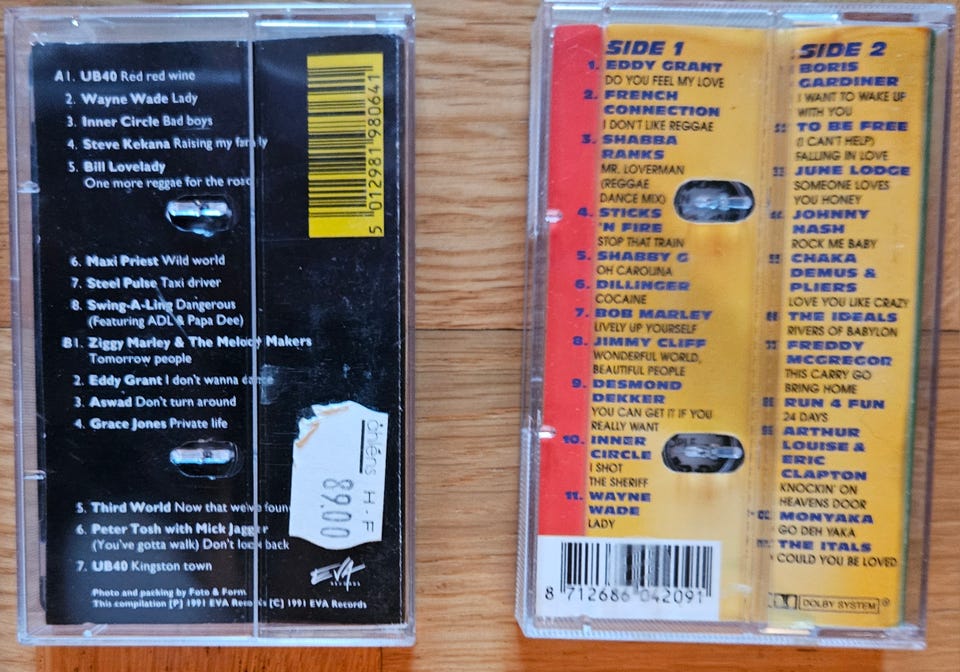 A1. UB40 Red red wine
2. Wayne Wade Lady
3. Inner Circle Bad boys
4. Steve Kekana Raising my family
5. Bill Lovelady
One more reggae for the road
6. Maxi Priest Wild world
7. Steel Pulse Taxi driver
8. Swing-A-Ling Dangerous
(Featuring ADL & Papa Dee)
B1. Ziggy Marley & The Melody Makers
Tomorrow people
2. Eddy Grant I don't wanna dance
3. Aswad Don't turn around
4. Grace Jones Private life
5. Third World Now that we've foun
6. Peter Tosh with Mick Jagger
(You've gotta walk) Don't look back
7. UB40 Kingston town
Photo and packing by Foto & Form
This compilation [P] 1991 EVA Records [C] 1991 EVA Records
5 012981 980641
åhléns
H·F
89.00
EVA
RECORDS
SIDE 1
1. EDDY GRANT
DO YOU FEEL MY LOVE
2. FRENCH
CONNECTION
I DON'T LIKE REGGAE
3. SHABBA
RANKS
MR. LOVERMAN
(REGGAE
DANCE MIX)
4. STICKS
'N FIRE
STOP THAT TRAIN
5. SHABBY G
OH CAROLINA
6. DILLINGER
COCAINE
7. BOB MARLEY
LIVELY UP YOURSELF
8. JIMMY CLIFF
WONDERFUL WORLD,
BEAUTIFUL PEOPLE
9. DESMOND
DEKKER
YOU CAN GET IT IF YOU
REALLY WANT
10. INNER
CIRCLE
I SHOT
THE SHERIFF
11. WAYNE
WADE
LADY
8 712686 042091
SIDE 2
BORIS
GARDINER
I WANT TO WAKE UP
WITH YOU
TO BE FREE
(I CAN'T HELP)
FALLING IN LOVE
JUNE LODGE
SOMEONE LOVES
YOU HONEY
JOHNNY
NASH
ROCK ME BABY
CHAKA
DEMUS &
PLIERS
LOVE YOU LIKE CRAZY
THE IDEALS
RIVERS OF BABYLON
FREDDY
MCGREGOR
THIS CARRY GO
BRING HOME
RUN 4 FUN
24 DAYS
ARTHUR
LOUISE &
ERIC
CLAPTON
KNOCKIN' ON
HEAVENS DOOR
MONYAKA
GO DEH YAKA
THE ITALS
COULD YOU BE LOVED
DOLBY SYSTEM®